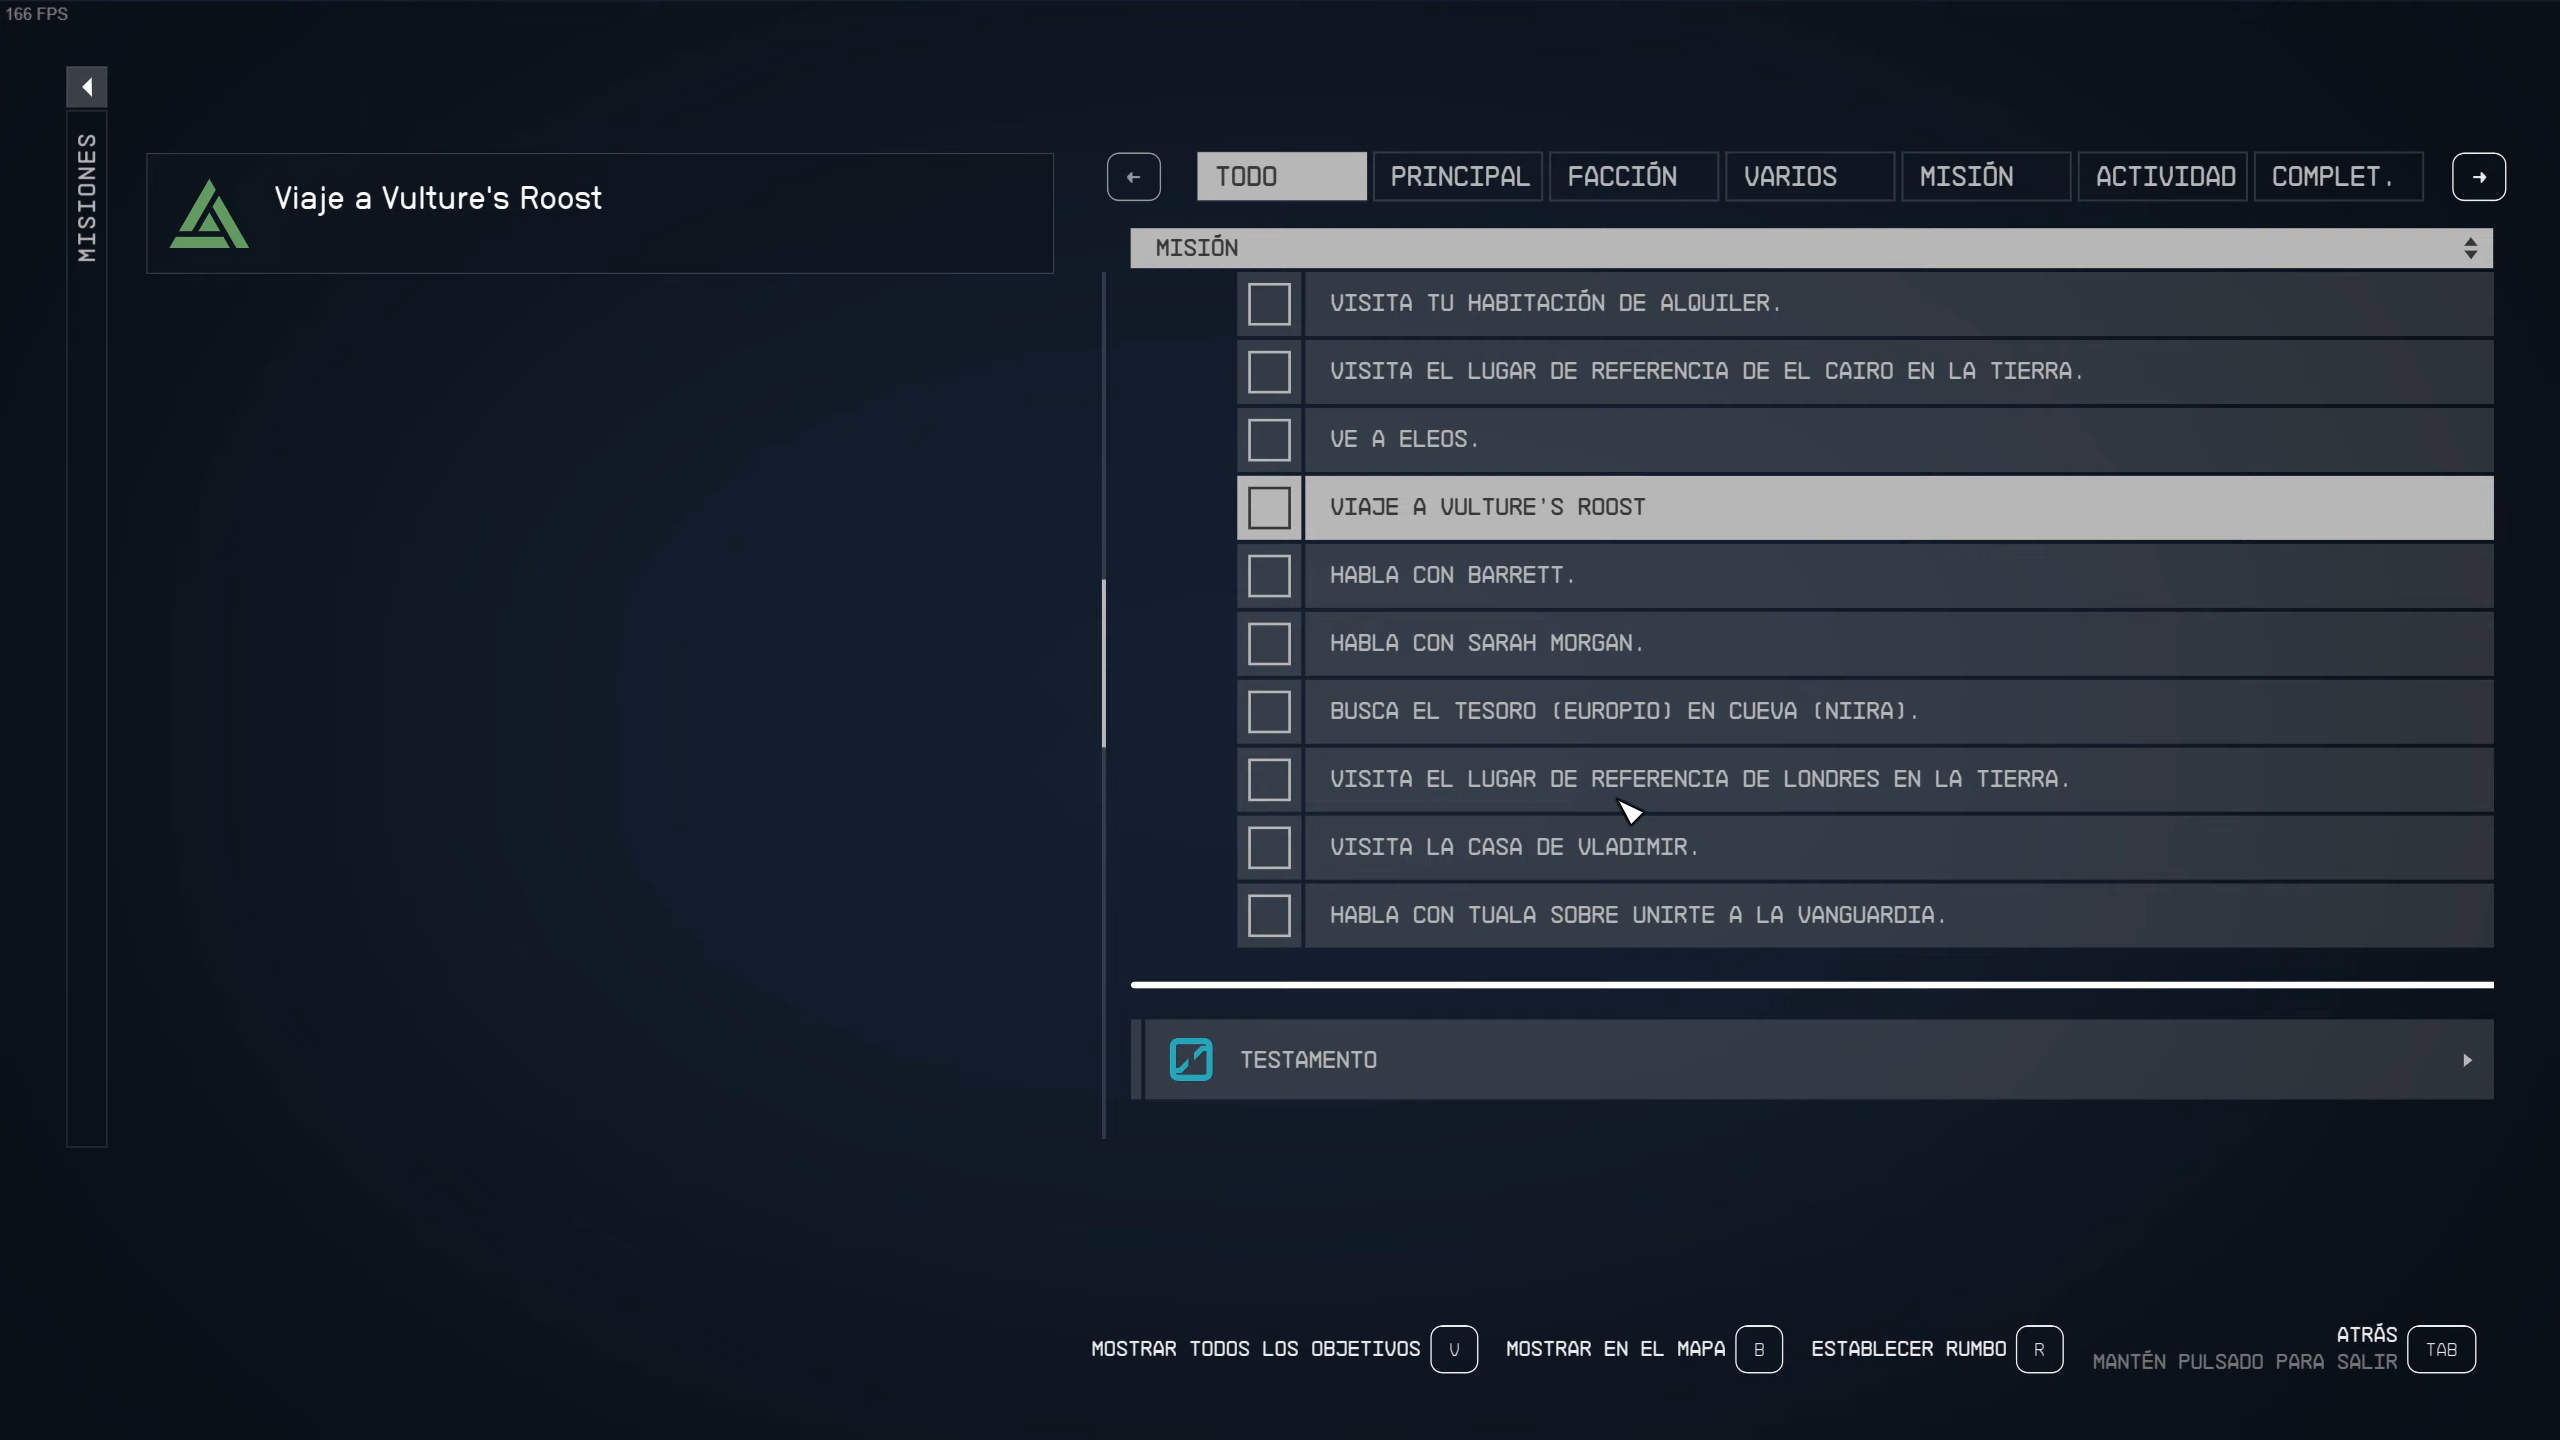 166 FPS
MISIONES
Viaje a Vulture's Roost
TODO
PRINCIPAL
FACCIÓN
VARIOS
MISIÓN
ACTIVIDAD
COMPLET.
MISIÓN
VISITA TU HABITACIÓN DE ALQUILER.
VISITA EL LUGAR DE REFERENCIA DE EL CAIRO EN LA TIERRA.
VE A ELEOS.
VIAJE A VULTURE'S ROOST
HABLA CON BARRETT.
HABLA CON SARAH MORGAN.
BUSCA EL TESORO (EUROPIO) EN CUEVA (NIIRA).
VISITA EL LUGAR DE REFERENCIA DE LONDRES EN LA TIERRA.
VISITA LA CASA DE VLADIMIR.
HABLA CON TUALA SOBRE UNIRTE A LA VANGUARDIA.
TESTAMENTO
MOSTRAR TODOS LOS OBJETIVOS V
MOSTRAR EN EL MAPA B
ESTABLECER RUMBO R
ATRÁS
MANTÉN PULSADO PARA SALIR
TAB